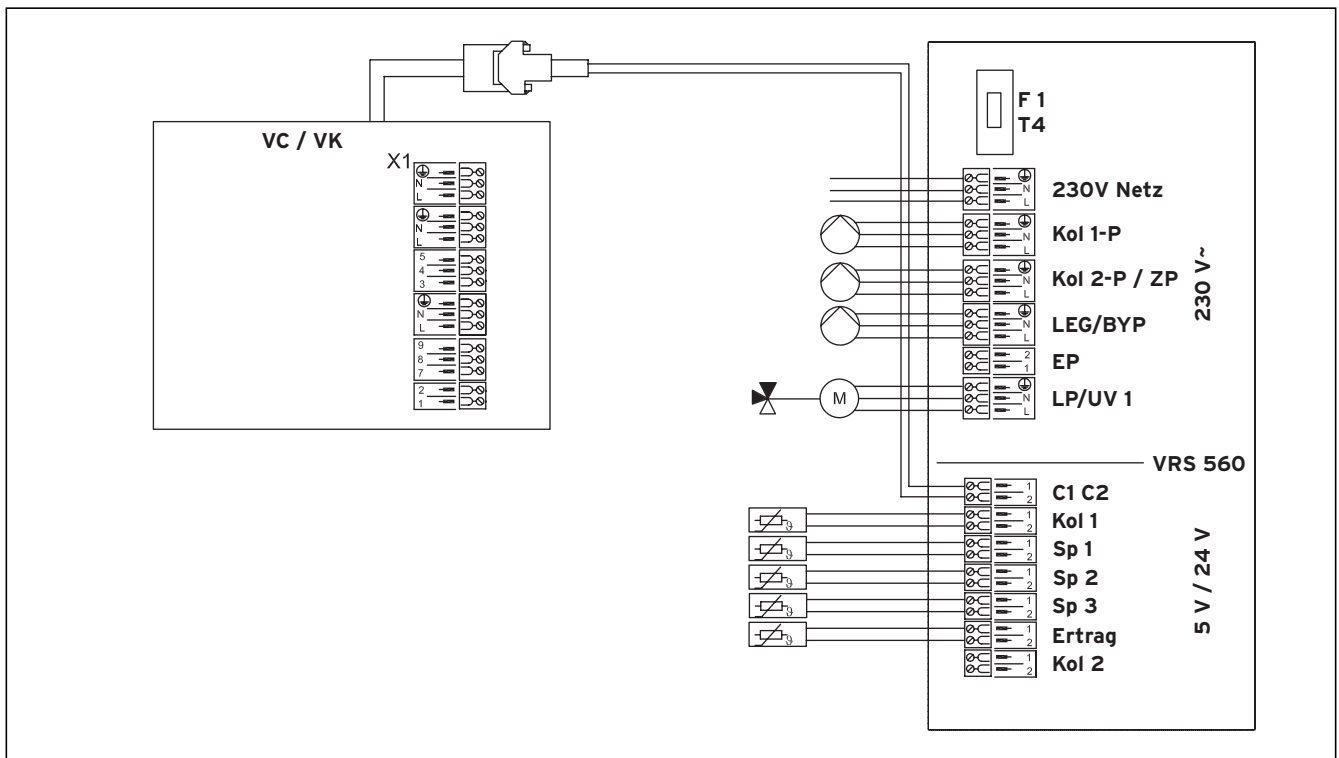 VC / VK
X1
N
L
N
L
5
4
3
N
L
9
8
7
2
1
F 1
T4
230V Netz
N
L
Kol 1-P
N
L
Kol 2-P / ZP
N
L
LEG/BYP
N
L
EP
2
1
LP/UV 1
N
L
M
230 V~
VRS 560
C1 C2
1
2
Kol 1
1
2
ϑ
Sp 1
1
2
ϑ
Sp 2
1
2
ϑ
Sp 3
1
2
ϑ
Ertrag
1
2
ϑ
Kol 2
1
2
5 V / 24 V